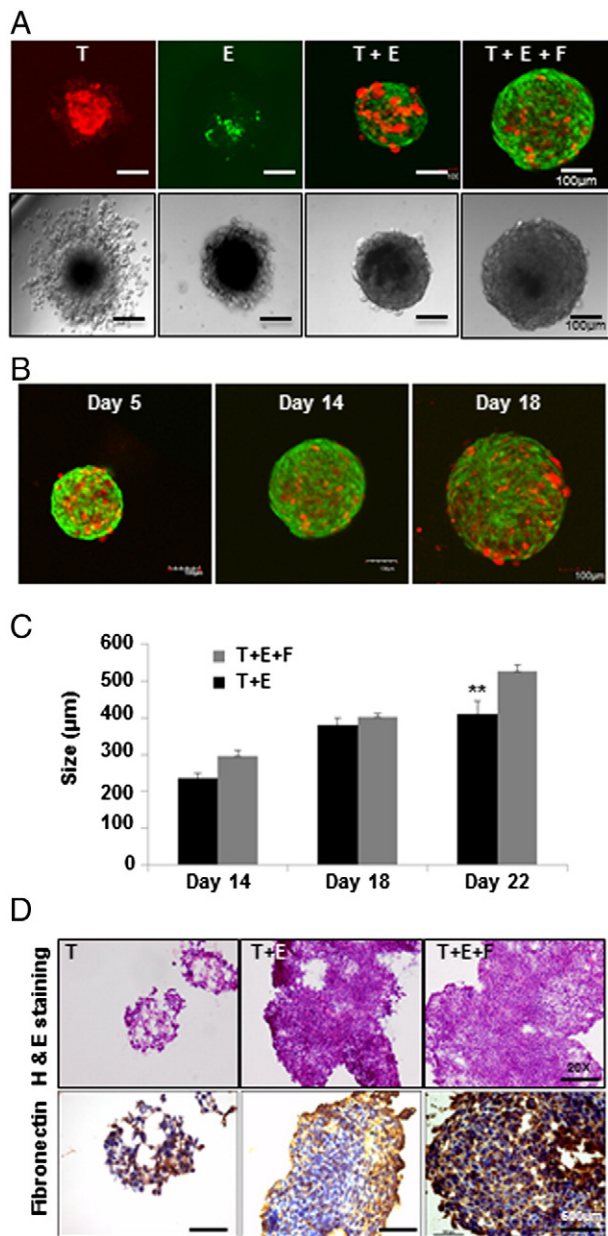 A
T
E
T + E
T + E + F
100µm
100µm
B
Day 5
Day 14
Day 18
100µm
C
600
500
400
300
200
100
0
Size (µm)
T+E+F
T+E
**
Day 14
Day 18
Day 22
D
H & E staining
T
T+E
T+E+F
20X
Fibronectin